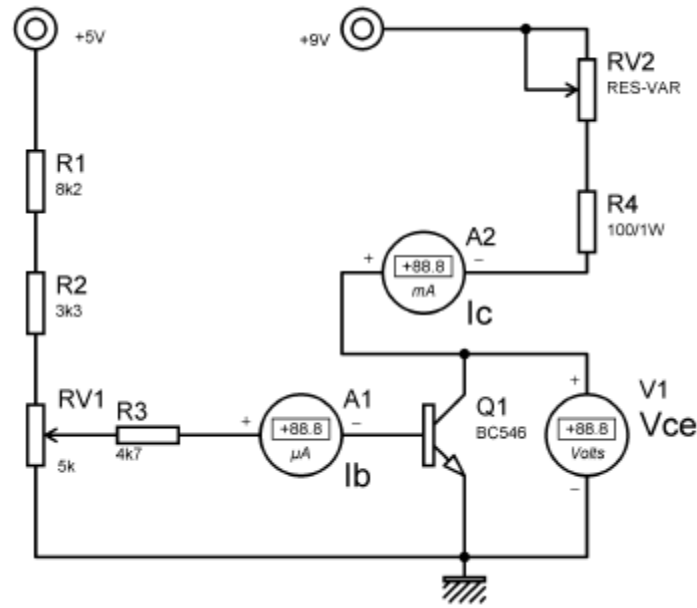 +5V
+9V
RV2
RES-VAR
R1
8k2
R4
100/1W
A2
+
+88.8
−
mA
Ic
R2
3k3
RV1
5k
R3
4k7
A1
+
+88.8
−
µA
Ib
Q1
BC546
V1
Vce
+
+88.8
Volts
−